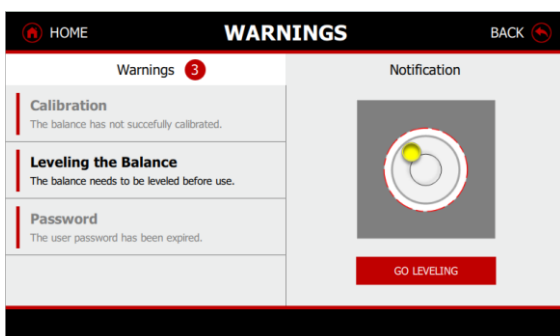 HOME
WARNINGS
BACK
Warnings 3
Notification
Calibration
The balance has not succefully calibrated.
Leveling the Balance
The balance needs to be leveled before use.
Password
The user password has been expired.
GO LEVELING